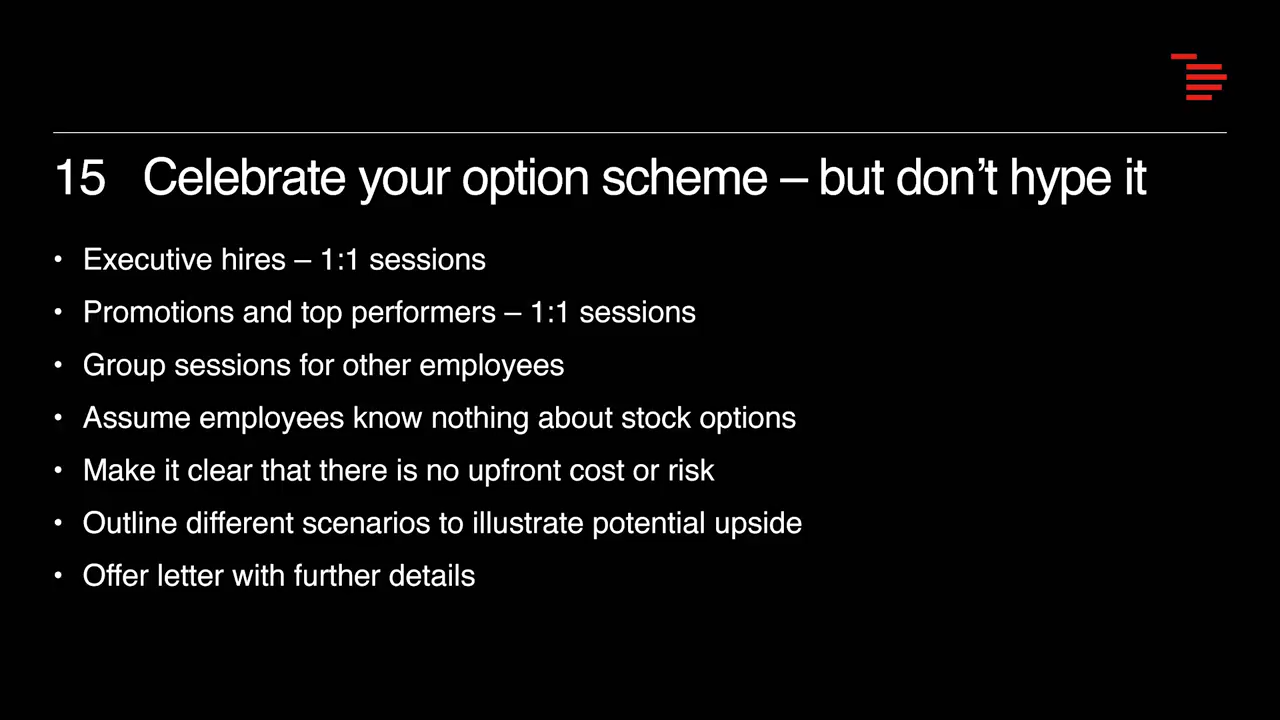 15 Celebrate your option scheme – but don’t hype it
• Executive hires – 1:1 sessions
• Promotions and top performers – 1:1 sessions
• Group sessions for other employees
• Assume employees know nothing about stock options
• Make it clear that there is no upfront cost or risk
• Outline different scenarios to illustrate potential upside
• Offer letter with further details